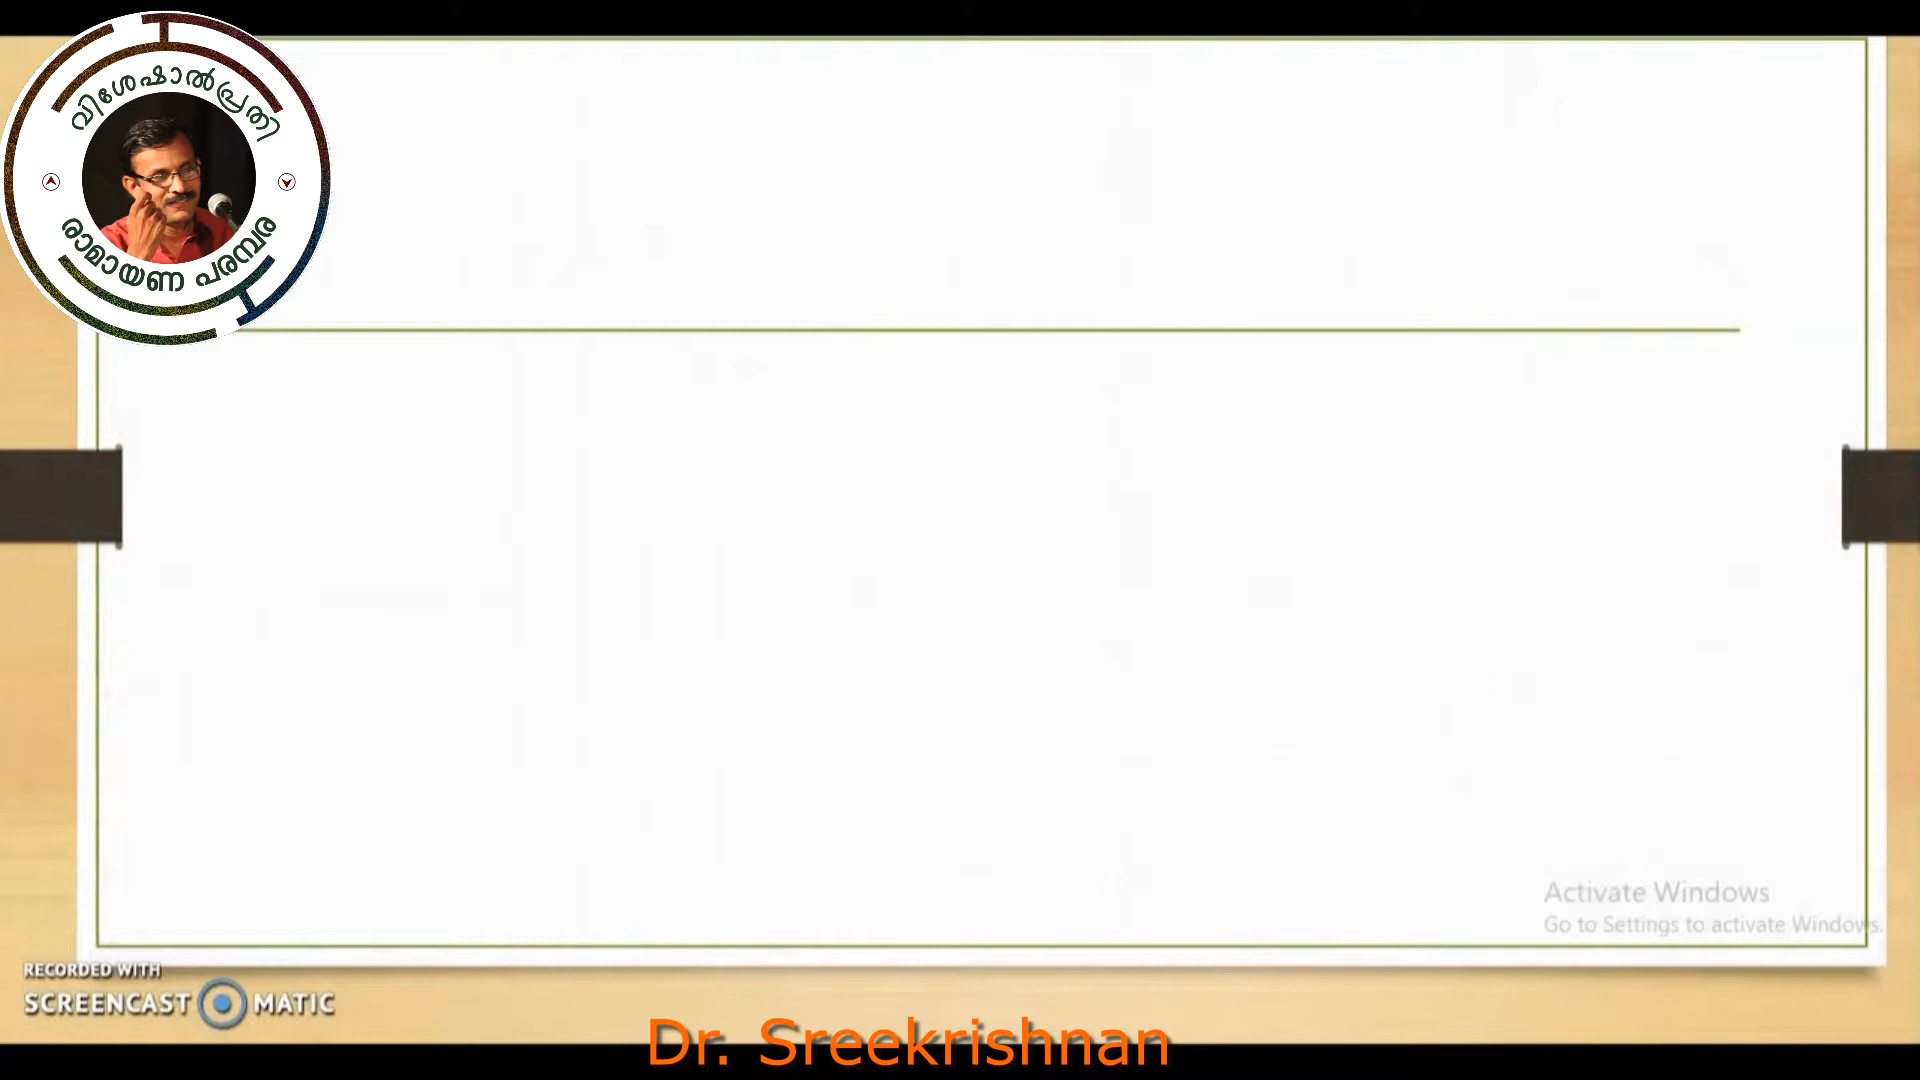 വിശേഷാൽപ്രതി
രാമായണ പരമ്പര
Activate Windows
Go to Settings to activate Windows.
RECORDED WITH
SCREENCAST MATIC
Dr. Sreekrishnan